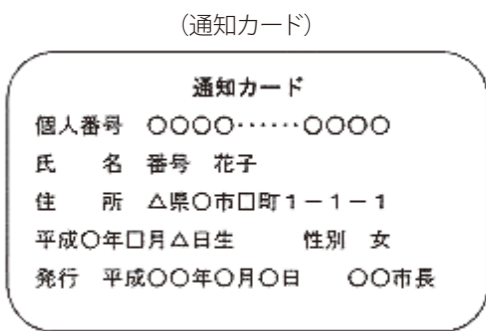 (通知カード)
通知カード
個人番号 ○○○○‥‥‥○○○○
氏 名 番号 花子
住 所 △県○市□町1-1-1
平成○年□月△日生 性別 女
発行 平成○○年○月○日 ○○市長